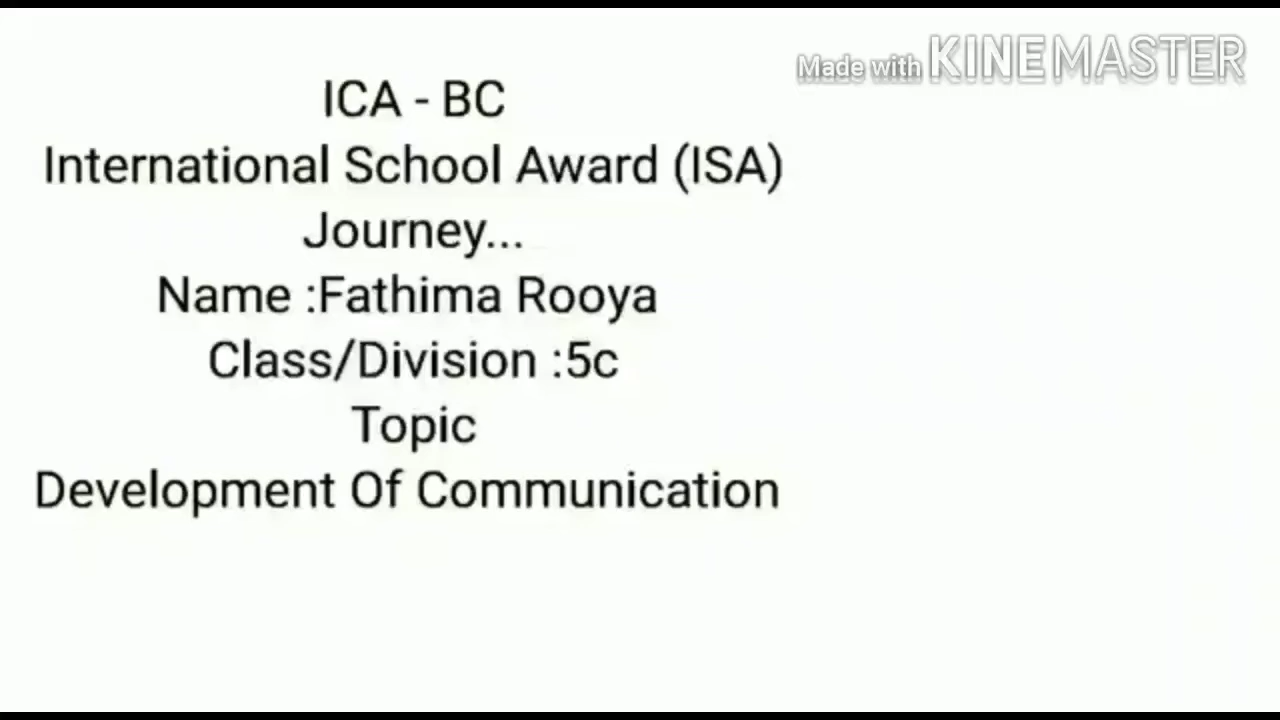 Made with KINEMASTER
ICA - BC
International School Award (ISA)
Journey...
Name :Fathima Rooya
Class/Division :5c
Topic
Development Of Communication